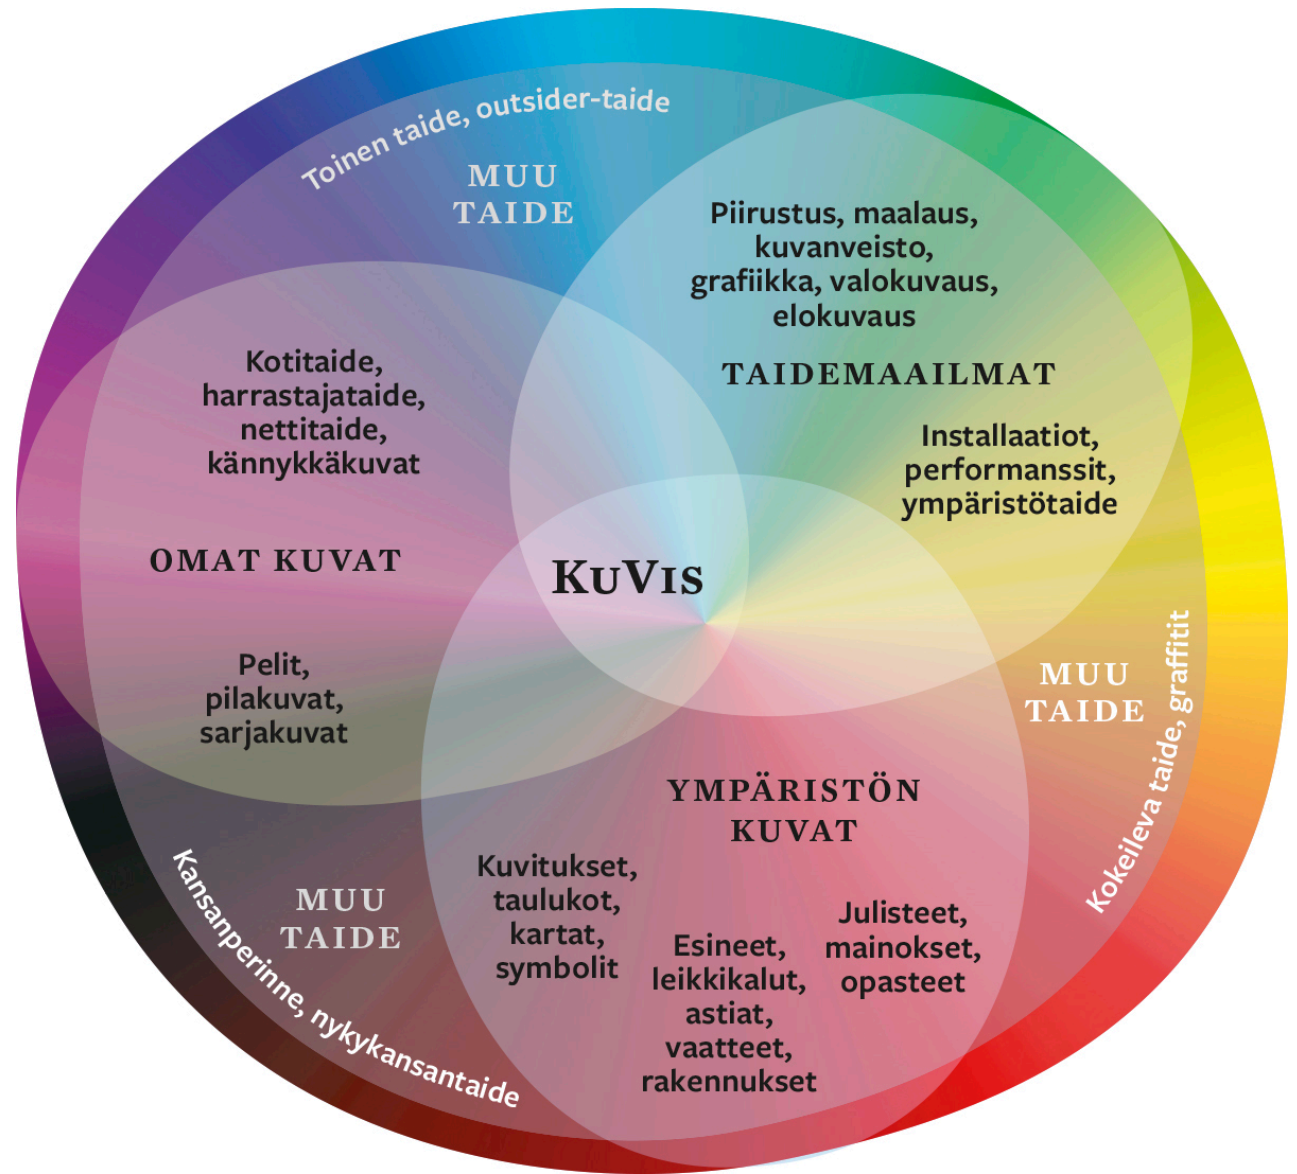 Toinen taide, outsider-taide
MUU
TAIDE
Piirustus, maalaus,
kuvanveisto,
grafiikka, valokuvaus,
elokuvaus
TAIDEMAAILMAT
Installaatiot,
performanssit,
ympäristötaide
Kotitaide,
harrastajataide,
nettitaide,
kännykkäkuvat
OMAT KUVAT
Pelit,
pilakuvat,
sarjakuvat
KUVIS
MUU
TAIDE
Kokeileva taide, graffitit
YMPÄRISTÖN
KUVAT
Kuvitukset,
taulukot,
kartat,
symbolit
Esineet,
leikkikalut,
astiat,
vaatteet,
rakennukset
Julisteet,
mainokset,
opasteet
MUU
TAIDE
Kansanperinne, nykykansantaide